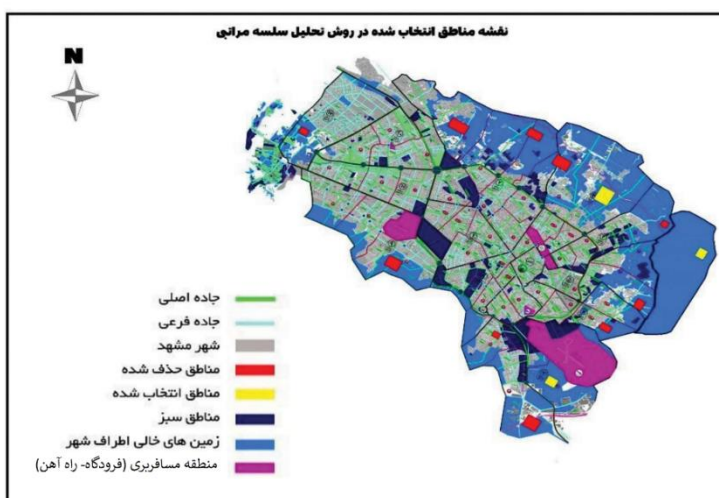 نقشه مناطق انتخاب شده در روش تحلیل سلسه مراتبی
N
جاده اصلی
جاده فرعی
شهر مشهد
مناطق حذف شده
مناطق انتخاب شده
مناطق سبز
زمین های خالی اطراف شهر
منطقه مسافربری (فرودگاه- راه آهن)